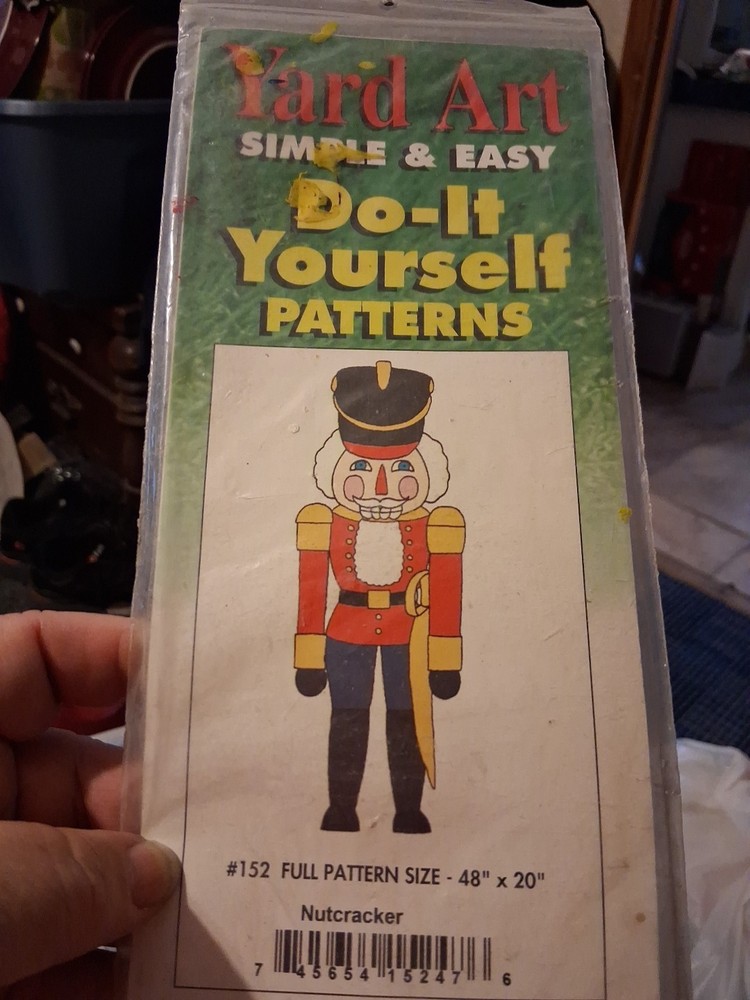 Yard Art
SIMPLE & EASY
Do-It
Yourself
PATTERNS
#152 FULL PATTERN SIZE - 48" x 20"
Nutcracker
7 45654 15247 6